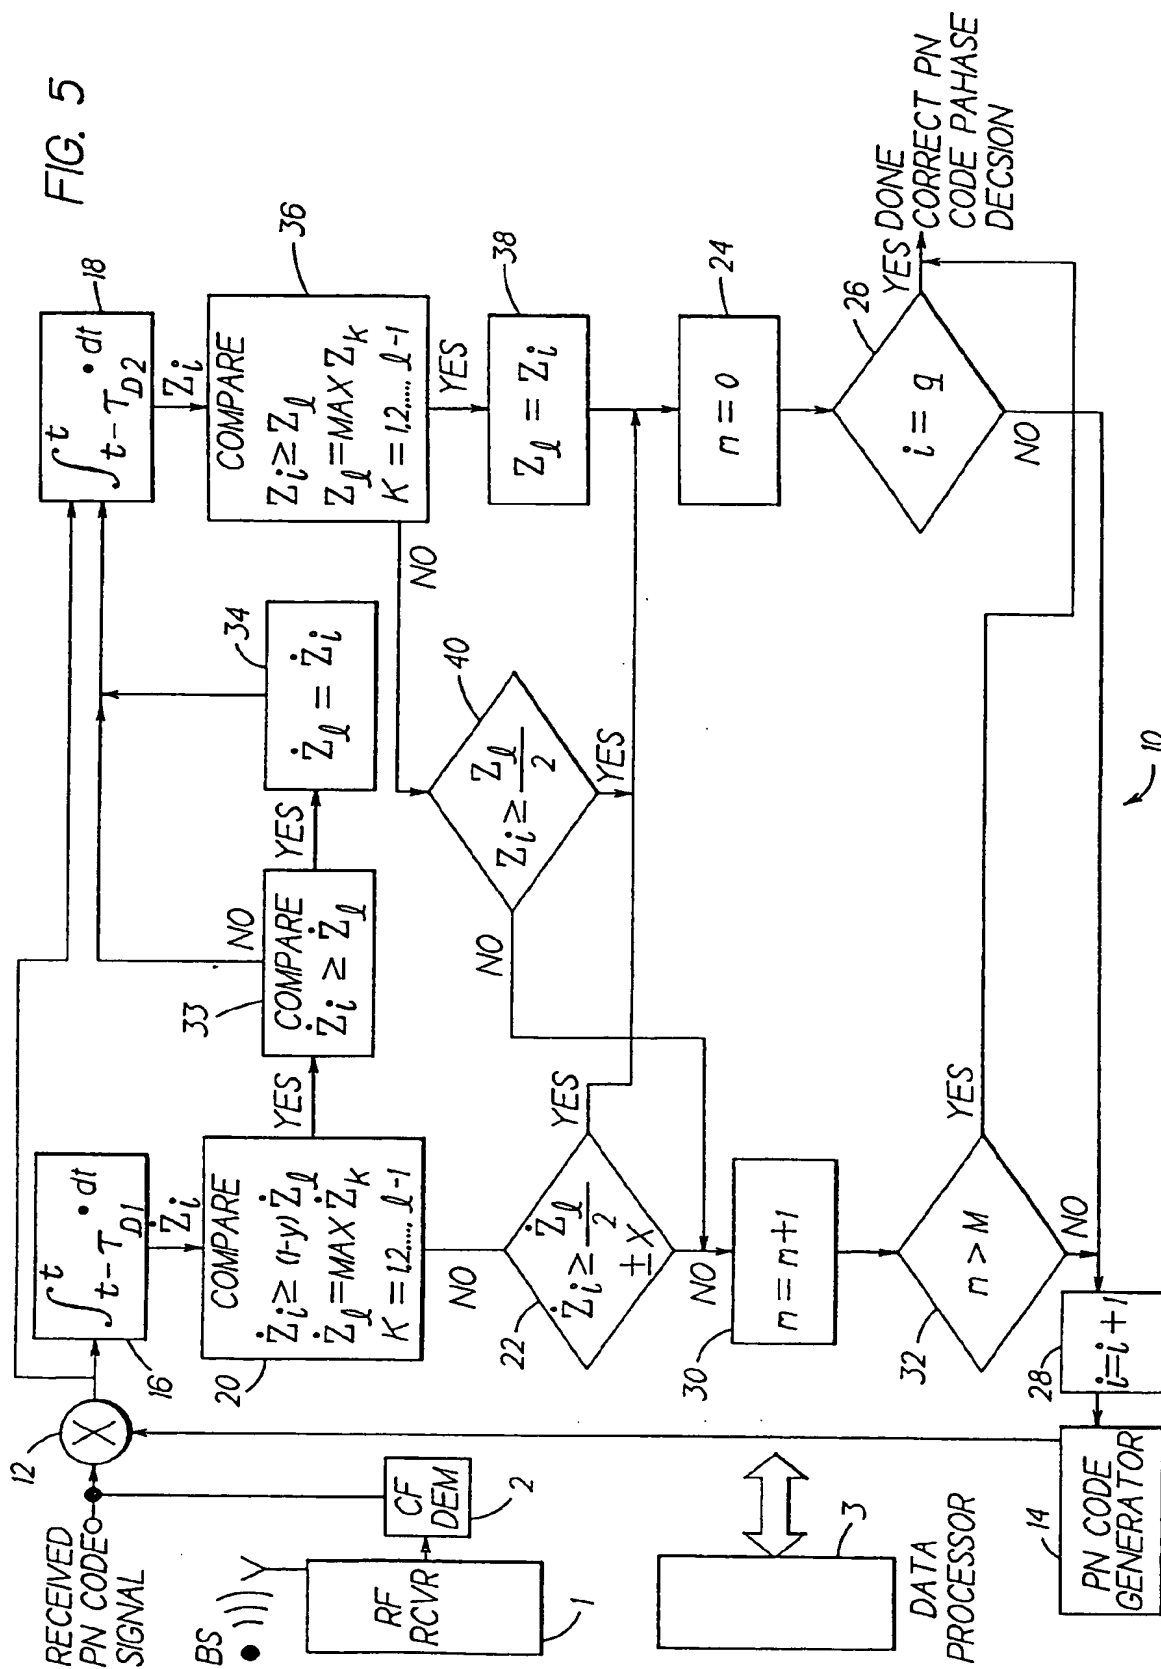 FIG. 5
RECEIVED
PN CODE
SIGNAL
12
X
16
∫ t t-T D1 •dt
Żi
18
∫ t t-T D2 •dt
Zi
20
COMPARE
Żi ≥ (1-y) Żl
Żl = MAX Żk
K = 1,2,..., l-1
YES
NO
33
COMPARE
Żi ≥ Żl
NO
YES
34
Żl = Żi
36
COMPARE
Zi ≥ Zl
Zl = MAX Zk
K = 1,2,..., l-1
YES
NO
38
Zl = Zi
BS
RF
RCVR
1
CF
DEM
2
22
Żi ≥ Żl/2
± X
YES
NO
40
Zi ≥ Zl/2
NO
YES
24
n = 0
30
m = m+1
26
i = q
YES
NO
DONE
CORRECT PN
CODE PAHASE
DECSION
32
m > M
YES
NO
3
DATA
PROCESSOR
14
PN CODE
GENERATOR
28
i=i+1
10